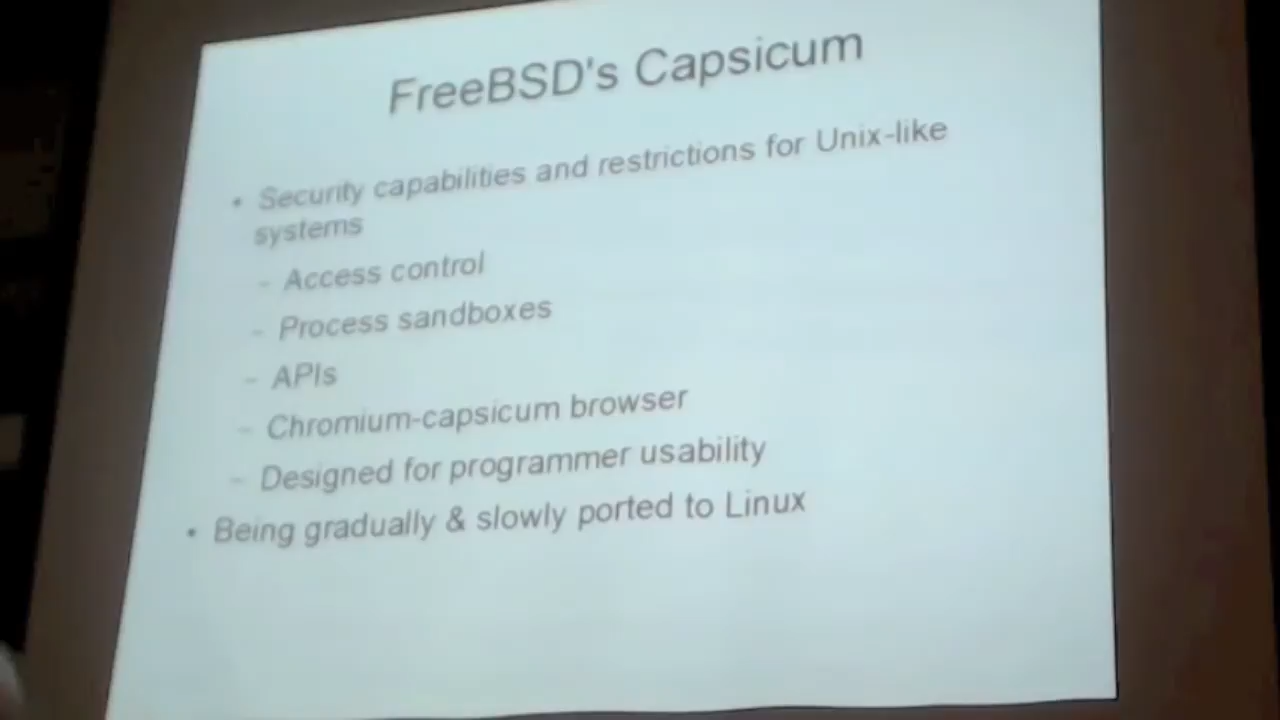 FreeBSD's Capsicum
• Security capabilities and restrictions for Unix-like
systems
– Access control
– Process sandboxes
– APIs
– Chromium-capsicum browser
– Designed for programmer usability
• Being gradually & slowly ported to Linux